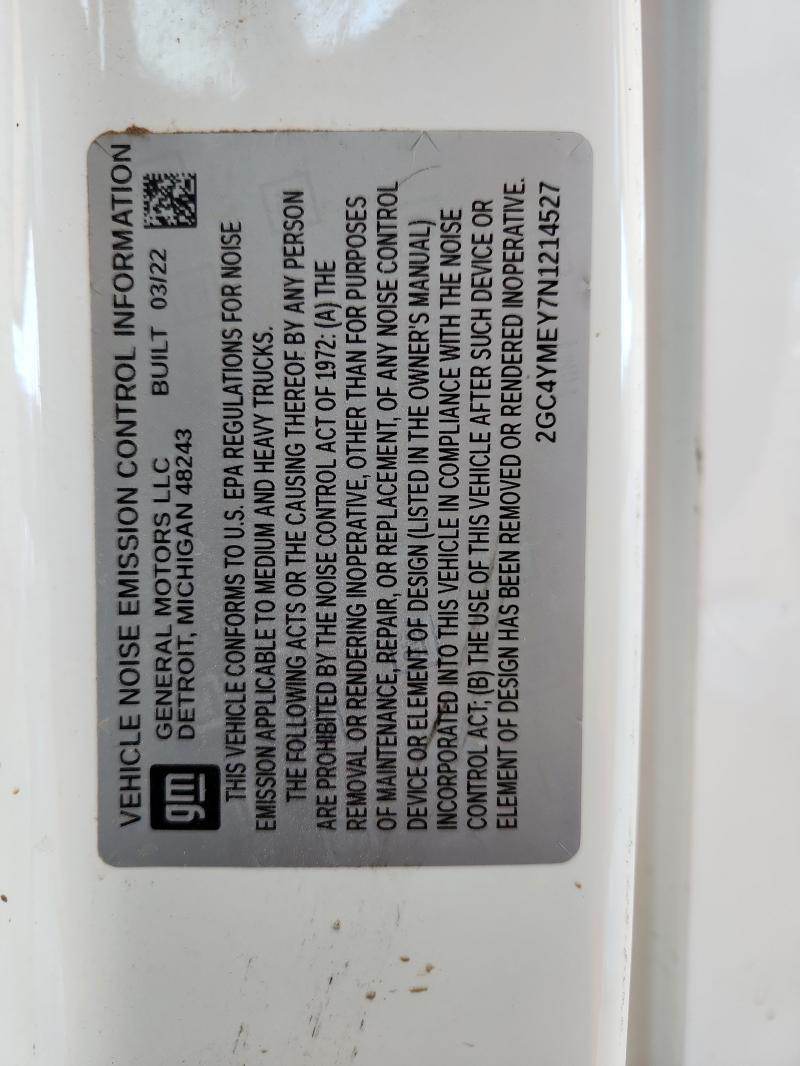 VEHICLE NOISE EMISSION CONTROL INFORMATION
gm
GENERAL MOTORS LLC
DETROIT, MICHIGAN 48243
BUILT 03/22
THIS VEHICLE CONFORMS TO U.S. EPA REGULATIONS FOR NOISE
EMISSION APPLICABLE TO MEDIUM AND HEAVY TRUCKS.
THE FOLLOWING ACTS OR THE CAUSING THEREOF BY ANY PERSON
ARE PROHIBITED BY THE NOISE CONTROL ACT OF 1972: (A) THE
REMOVAL OR RENDERING INOPERATIVE, OTHER THAN FOR PURPOSES
OF MAINTENANCE, REPAIR, OR REPLACEMENT, OF ANY NOISE CONTROL
DEVICE OR ELEMENT OF DESIGN (LISTED IN THE OWNER'S MANUAL)
INCORPORATED INTO THIS VEHICLE IN COMPLIANCE WITH THE NOISE
CONTROL ACT; (B) THE USE OF THIS VEHICLE AFTER SUCH DEVICE OR
ELEMENT OF DESIGN HAS BEEN REMOVED OR RENDERED INOPERATIVE.
2GC4YMEY7N1214527